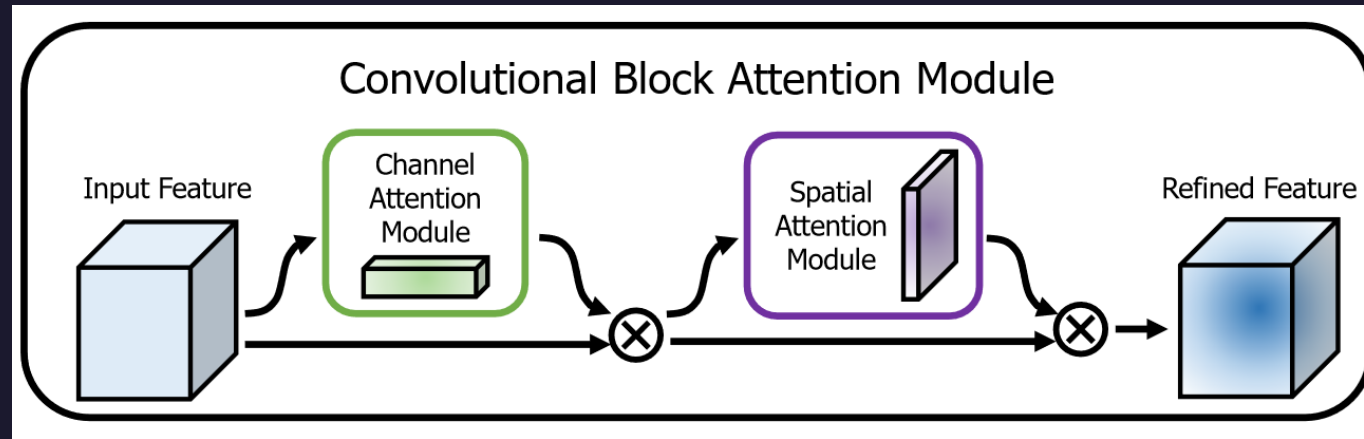 Convolutional Block Attention Module
Input Feature
Channel
Attention
Module
Spatial
Attention
Module
Refined Feature